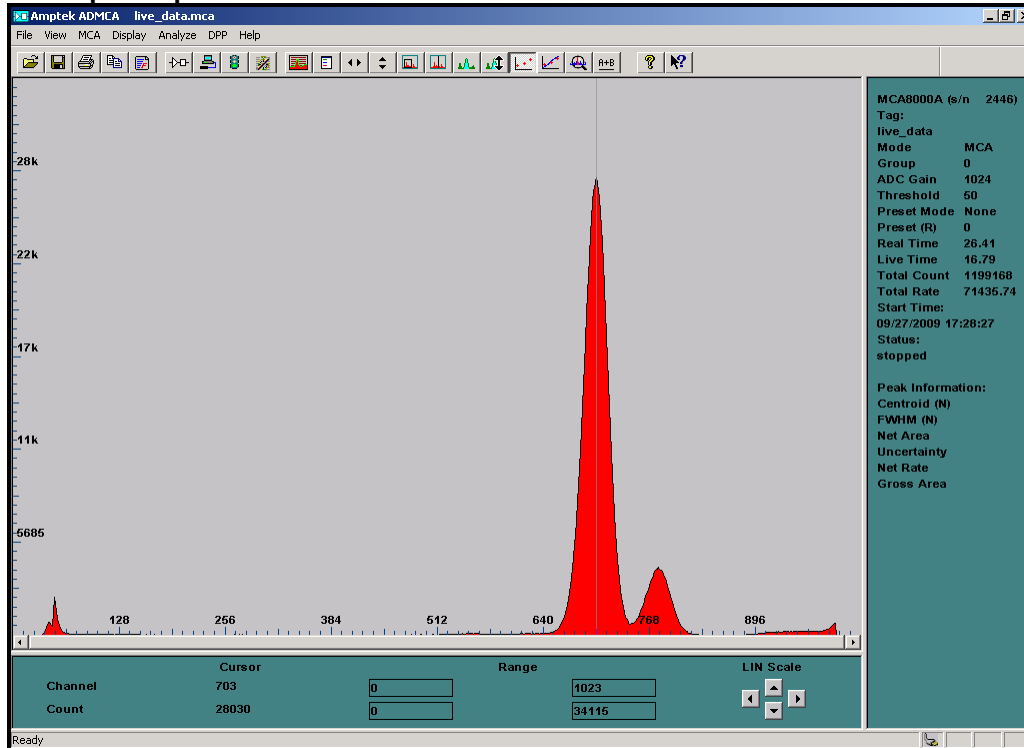 Amptek ADMCA live_data.mca
File View MCA Display Analyze DPP Help
A+B
28k
22k
17k
11k
5685
128 256 384 512 640 768 896
MCA8000A (s/n 2446)
Tag:
live_data
Mode MCA
Group 0
ADC Gain 1024
Threshold 50
Preset Mode None
Preset (R) 0
Real Time 26.41
Live Time 16.79
Total Count 1199168
Total Rate 71435.74
Start Time:
09/27/2009 17:28:27
Status:
stopped
Peak Information:
Centroid (N)
FWHM (N)
Net Area
Uncertainty
Net Rate
Gross Area
Cursor Range LIN Scale
Channel 703 0 1023
Count 28030 0 34115
Ready